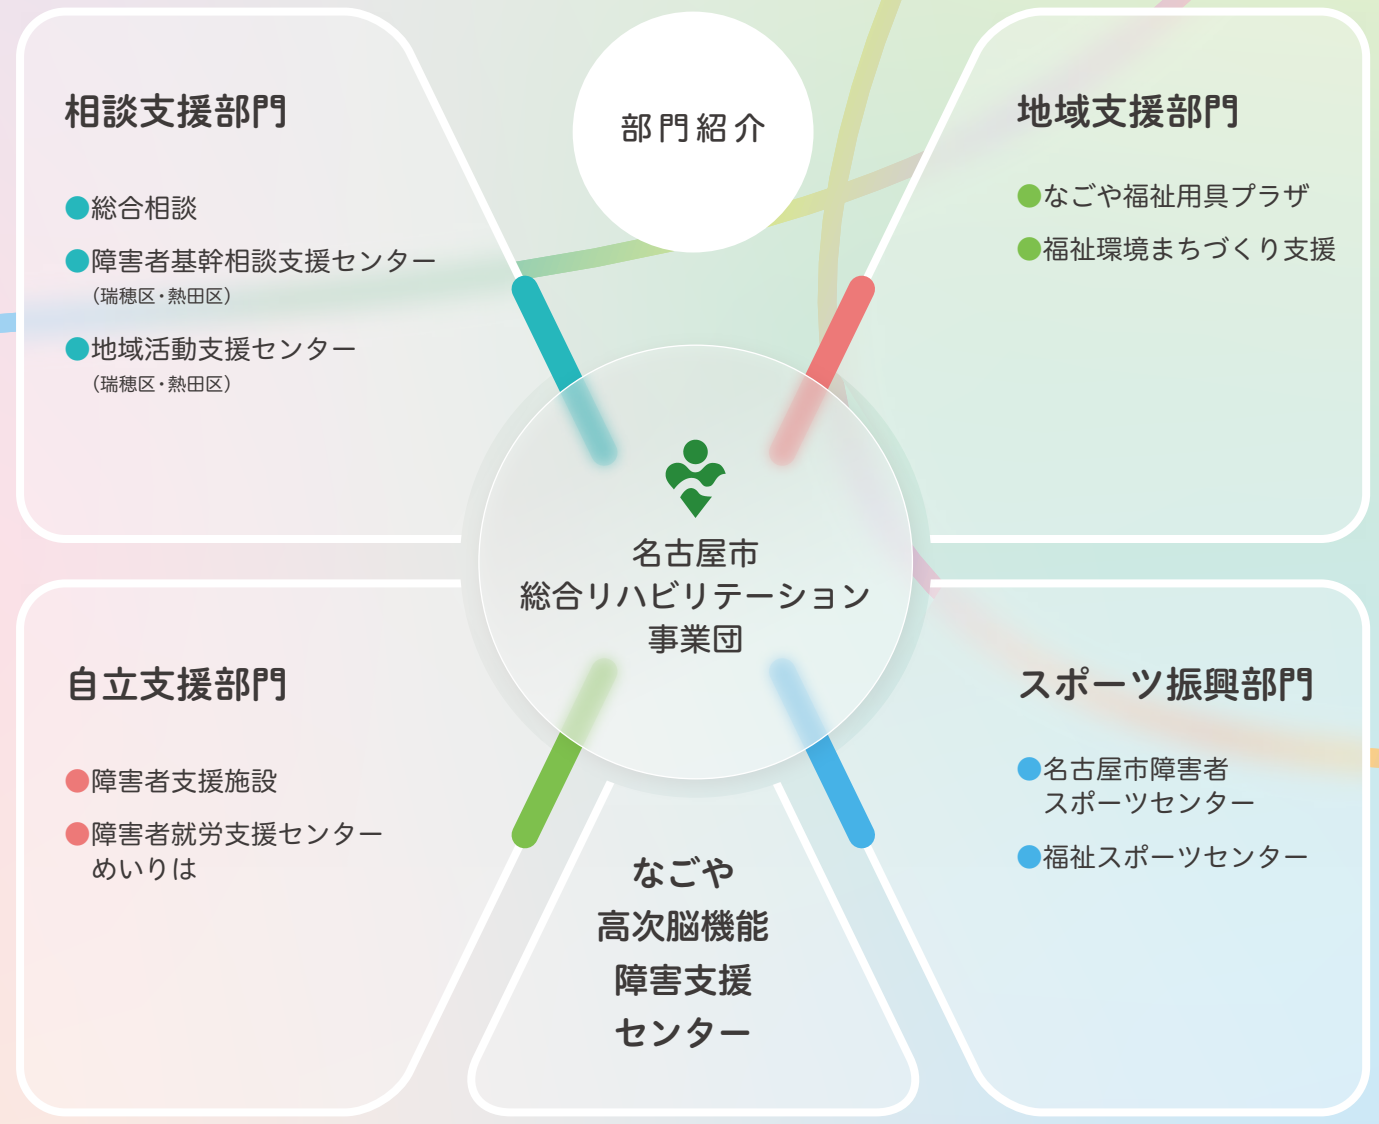 部門紹介
相談支援部門
●総合相談
●障害者基幹相談支援センター
（瑞穂区・熱田区）
●地域活動支援センター
（瑞穂区・熱田区）
地域支援部門
●なごや福祉用具プラザ
●福祉環境まちづくり支援
名古屋市
総合リハビリテーション
事業団
自立支援部門
●障害者支援施設
●障害者就労支援センター
めいりは
なごや
高次脳機能
障害支援
センター
スポーツ振興部門
●名古屋市障害者
スポーツセンター
●福祉スポーツセンター